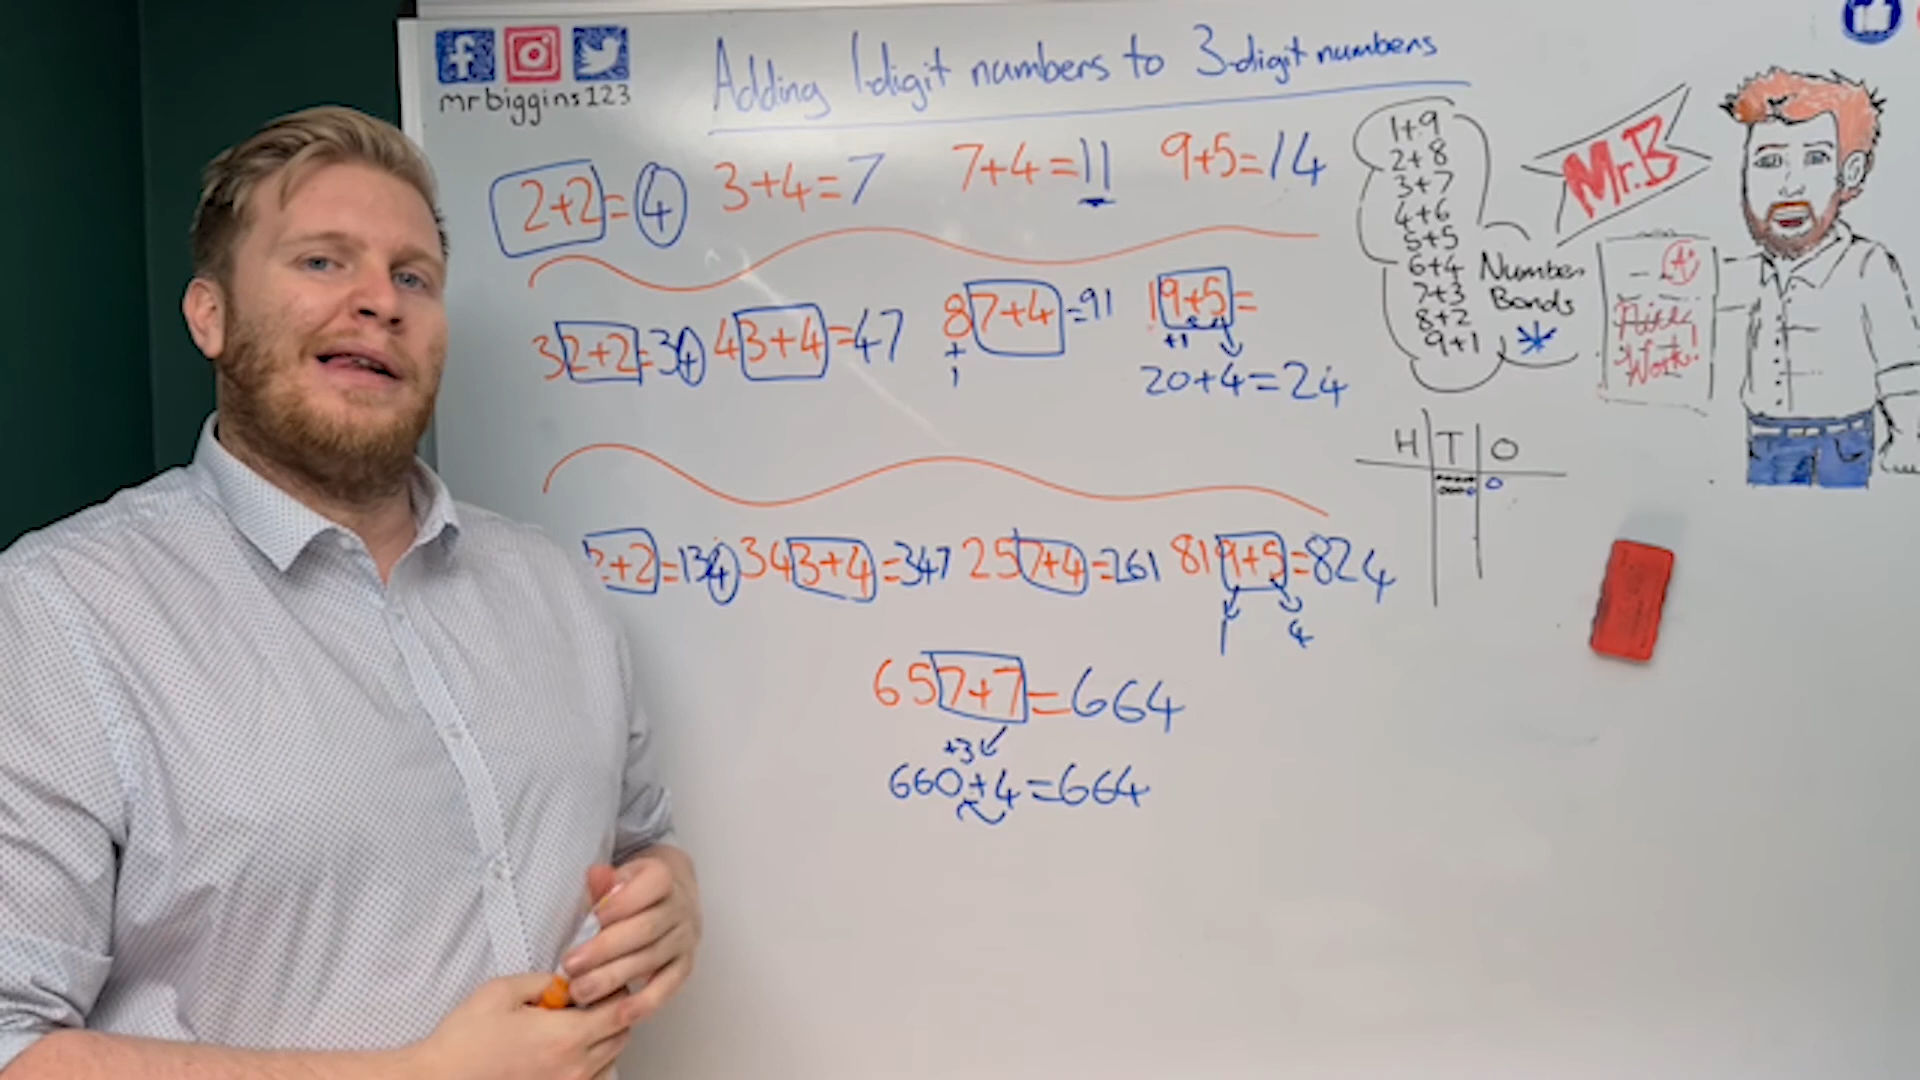 mrbiggins123
Adding 1-digit numbers to 3-digit numbers
2+2=4 3+4=7 7+4=11 9+5=14
32+2=34 43+4=47 87+4=91 19+5=
+
1
+1
20+4=24
2+2=134 343+4=347 257+4=261 819+5=824
1 4
657+7=664
+3
660+4=664
1+9
2+8
3+7
4+6
5+5
6+4
7+3
8+2
9+1
Number
Bonds
Mr.B
A+
Nice
Work!
H T O